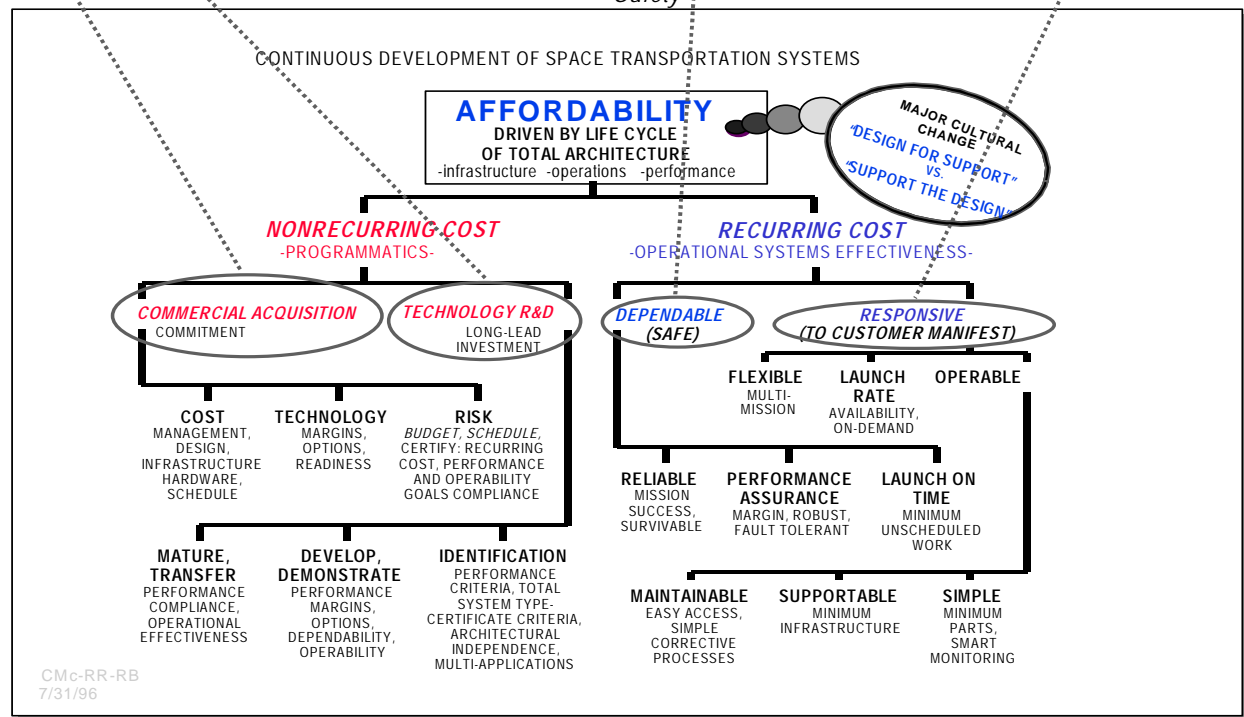 Safety
CONTINUOUS DEVELOPMENT OF SPACE TRANSPORTATION SYSTEMS
AFFORDABILITY
DRIVEN BY LIFE CYCLE
OF TOTAL ARCHITECTURE
-infrastructure -operations -performance
MAJOR CULTURAL
CHANGE
"DESIGN FOR SUPPORT"
VS.
"SUPPORT THE DESIGN"
NONRECURRING COST
-PROGRAMMATICS-
RECURRING COST
-OPERATIONAL SYSTEMS EFFECTIVENESS-
COMMERCIAL ACQUISITION
COMMITMENT
TECHNOLOGY R&D
LONG-LEAD
INVESTMENT
DEPENDABLE
(SAFE)
RESPONSIVE
(TO CUSTOMER MANIFEST)
FLEXIBLE
MULTI-
MISSION
LAUNCH
RATE
AVAILABILITY,
ON-DEMAND
OPERABLE
COST
MANAGEMENT,
DESIGN,
INFRASTRUCTURE
HARDWARE,
SCHEDULE
TECHNOLOGY
MARGINS,
OPTIONS,
READINESS
RISK
BUDGET, SCHEDULE,
CERTIFY: RECURRING
COST, PERFORMANCE
AND OPERABILITY
GOALS COMPLIANCE
RELIABLE
MISSION
SUCCESS,
SURVIVABLE
PERFORMANCE
ASSURANCE
MARGIN, ROBUST,
FAULT TOLERANT
LAUNCH ON
TIME
MINIMUM
UNSCHEDULED
WORK
MATURE,
TRANSFER
PERFORMANCE
COMPLIANCE,
OPERATIONAL
EFFECTIVENESS
DEVELOP,
DEMONSTRATE
PERFORMANCE
MARGINS,
OPTIONS,
DEPENDABILITY,
OPERABILITY
IDENTIFICATION
PERFORMANCE
CRITERIA, TOTAL
SYSTEM TYPE-
CERTIFICATE CRITERIA,
ARCHITECTURAL
INDEPENDENCE,
MULTI-APPLICATIONS
MAINTAINABLE
EASY ACCESS,
SIMPLE
CORRECTIVE
PROCESSES
SUPPORTABLE
MINIMUM
INFRASTRUCTURE
SIMPLE
MINIMUM
PARTS,
SMART
MONITORING
CMc-RR-RB
7/31/96